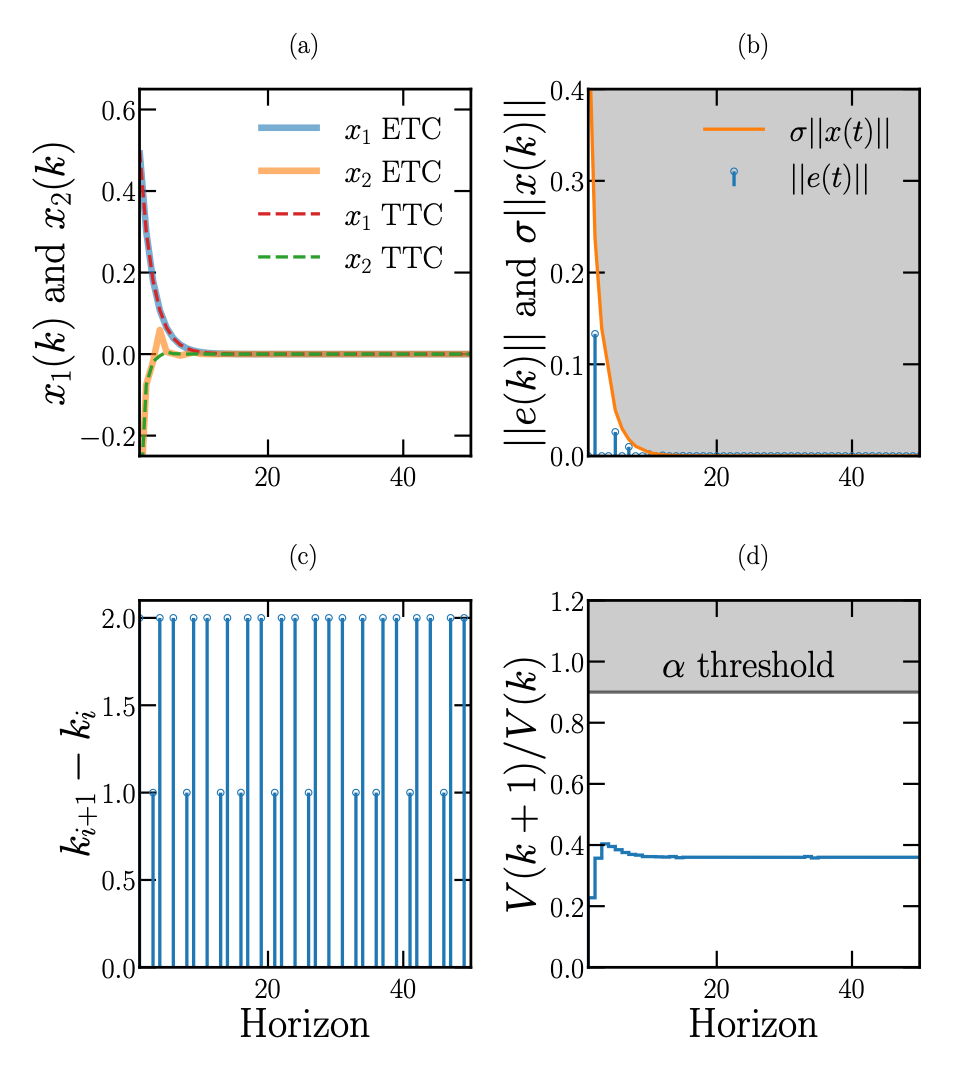 (a)
x₁(k) and x₂(k)
0.6
0.4
0.2
0.0
−0.2
20
40
x₁ ETC
x₂ ETC
x₁ TTC
x₂ TTC
(b)
||e(k)|| and σ||x(k)||
0.4
0.3
0.2
0.1
0.0
20
40
σ||x(t)||
||e(t)||
(c)
kᵢ₊₁ − kᵢ
2.0
1.5
1.0
0.5
0.0
20
40
Horizon
(d)
V(k + 1)/V(k)
1.2
1.0
0.8
0.6
0.4
0.2
0.0
α threshold
20
40
Horizon